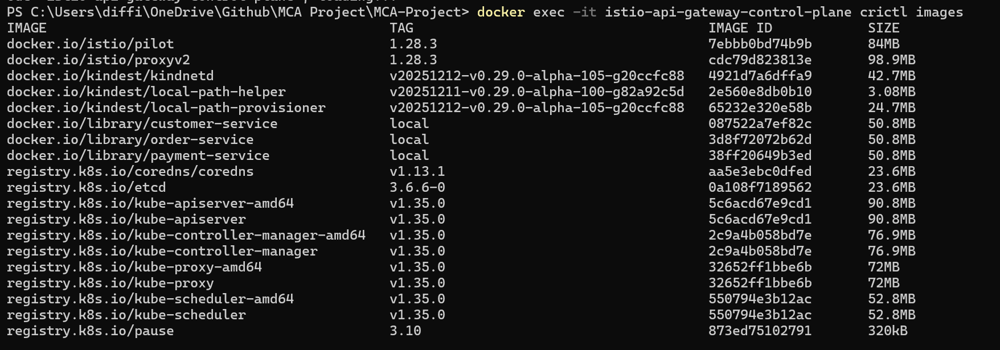 PS C:\Users\diffi\OneDrive\Github\MCA Project\MCA-Project> docker exec -it istio-api-gateway-control-plane crictl images
IMAGE TAG IMAGE ID SIZE
docker.io/istio/pilot 1.28.3 7ebbb0bd74b9b 84MB
docker.io/istio/proxyv2 1.28.3 cdc79d823813e 98.9MB
docker.io/kindest/kindnetd v20251212-v0.29.0-alpha-105-g20ccfc88 4921d7a6dffa9 42.7MB
docker.io/kindest/local-path-helper v20251211-v0.29.0-alpha-100-g82a92c5d 2e560e8db0b10 3.08MB
docker.io/kindest/local-path-provisioner v20251212-v0.29.0-alpha-105-g20ccfc88 65232e320e58b 24.7MB
docker.io/library/customer-service local 087522a7ef82c 50.8MB
docker.io/library/order-service local 3d8f72072b62d 50.8MB
docker.io/library/payment-service local 38ff20649b3ed 50.8MB
registry.k8s.io/coredns/coredns v1.13.1 aa5e3ebc0dfed 23.6MB
registry.k8s.io/etcd 3.6.6-0 0a108f7189562 23.6MB
registry.k8s.io/kube-apiserver-amd64 v1.35.0 5c6acd67e9cd1 90.8MB
registry.k8s.io/kube-apiserver v1.35.0 5c6acd67e9cd1 90.8MB
registry.k8s.io/kube-controller-manager-amd64 v1.35.0 2c9a4b058bd7e 76.9MB
registry.k8s.io/kube-controller-manager v1.35.0 2c9a4b058bd7e 76.9MB
registry.k8s.io/kube-proxy-amd64 v1.35.0 32652ff1bbe6b 72MB
registry.k8s.io/kube-proxy v1.35.0 32652ff1bbe6b 72MB
registry.k8s.io/kube-scheduler-amd64 v1.35.0 550794e3b12ac 52.8MB
registry.k8s.io/kube-scheduler v1.35.0 550794e3b12ac 52.8MB
registry.k8s.io/pause 3.10 873ed75102791 320kB